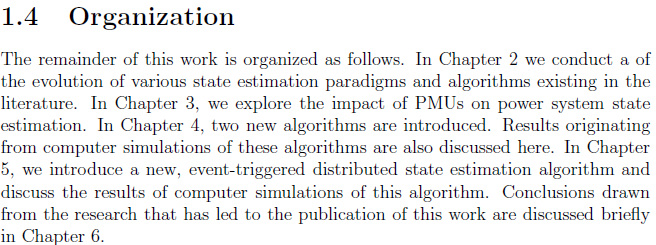 1.4 Organization
The remainder of this work is organized as follows. In Chapter 2 we conduct a of
the evolution of various state estimation paradigms and algorithms existing in the
literature. In Chapter 3, we explore the impact of PMUs on power system state
estimation. In Chapter 4, two new algorithms are introduced. Results originating
from computer simulations of these algorithms are also discussed here. In Chapter
5, we introduce a new, event-triggered distributed state estimation algorithm and
discuss the results of computer simulations of this algorithm. Conclusions drawn
from the research that has led to the publication of this work are discussed briefly
in Chapter 6.